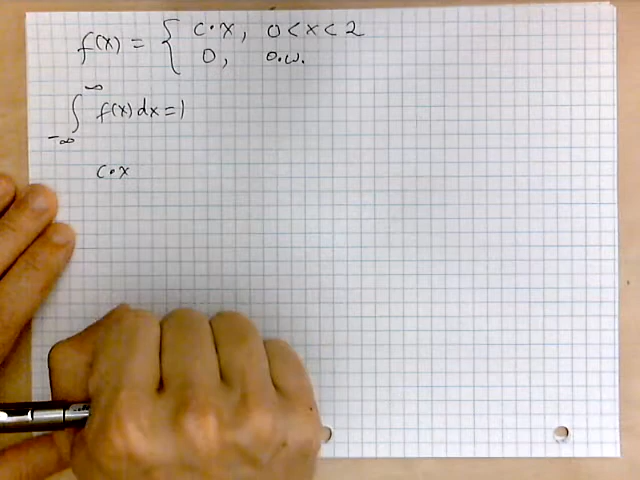 f(x) = { c·x, 0 < x < 2
0, o.w.
∫_{-∞}^{∞} f(x) dx = 1
c·x